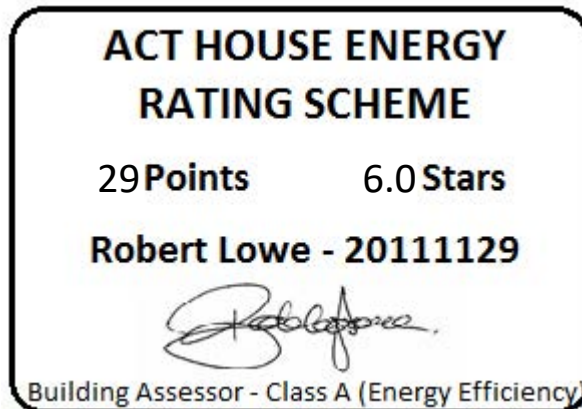 ACT HOUSE ENERGY
RATING SCHEME
29 Points 6.0 Stars
Robert Lowe - 20111129
Building Assessor - Class A (Energy Efficiency)